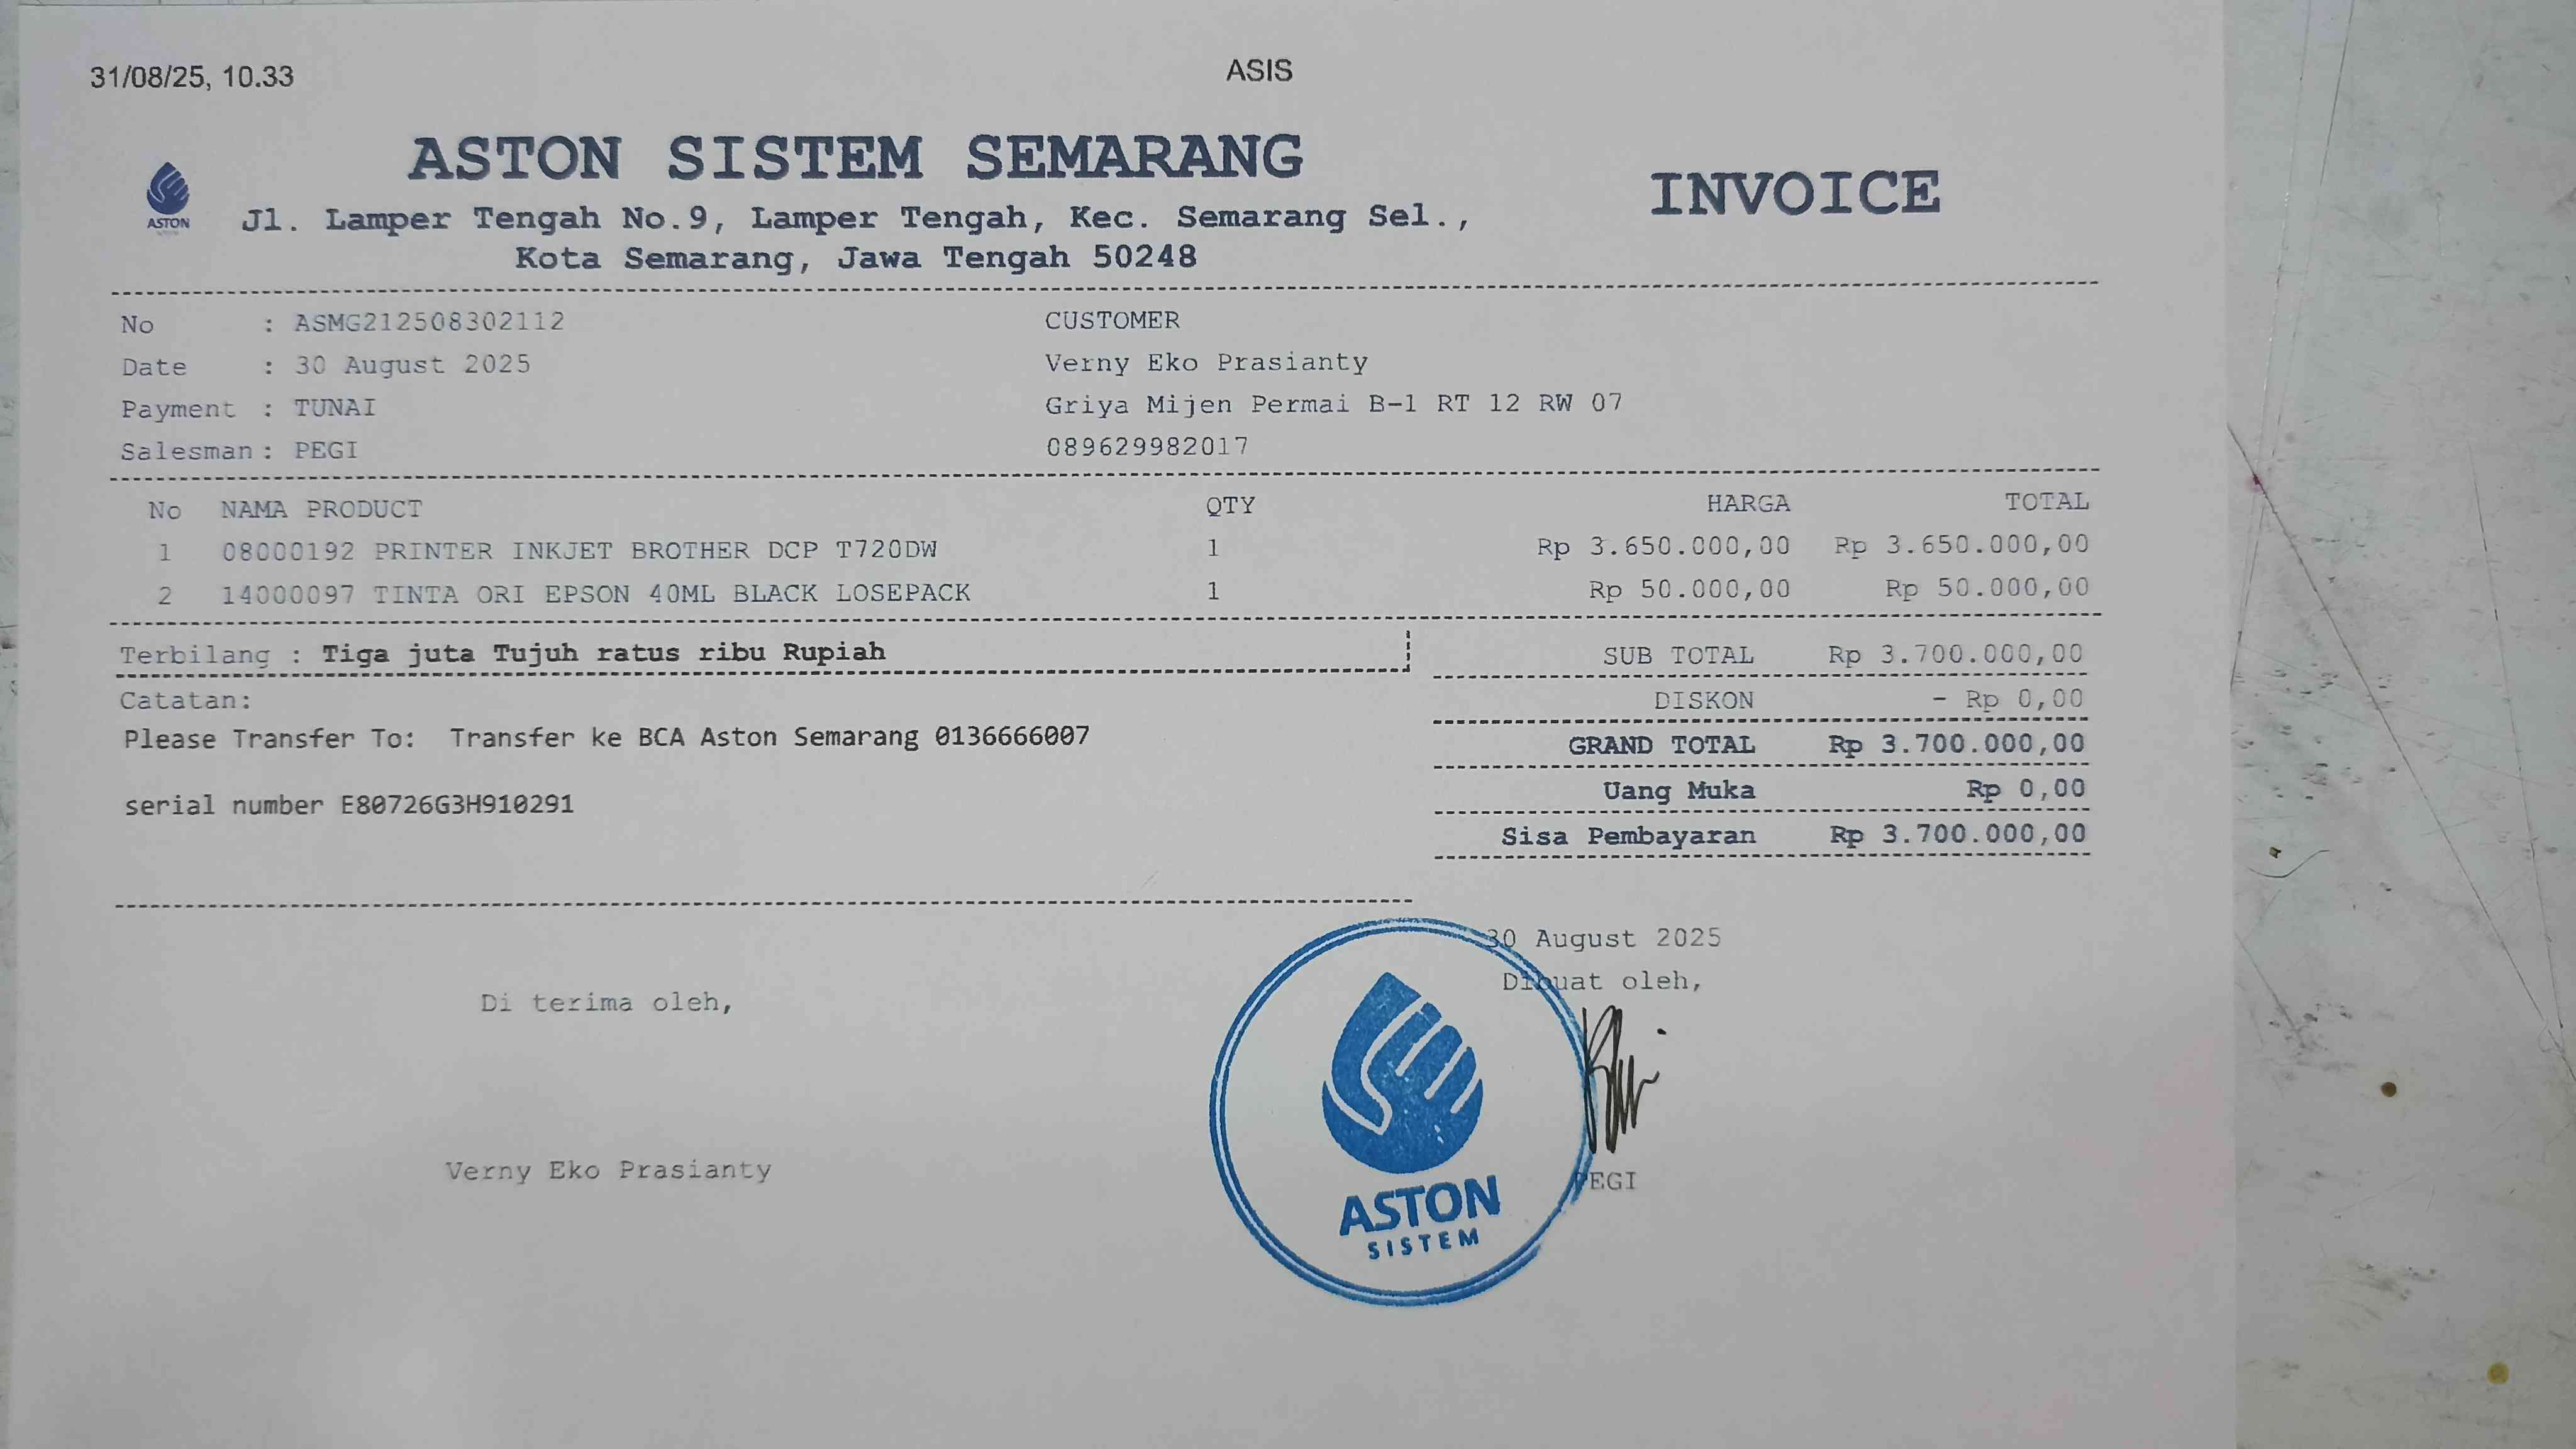 31/08/25, 10.33
ASIS
ASTON SISTEM SEMARANG
INVOICE
ASTON
Jl. Lamper Tengah No.9, Lamper Tengah, Kec. Semarang Sel.,
Kota Semarang, Jawa Tengah 50248
No : ASMG212508302112
Date : 30 August 2025
Payment : TUNAI
Salesman : PEGI
CUSTOMER
Verny Eko Prasianty
Griya Mijen Permai B-1 RT 12 RW 07
089629982017
No NAMA PRODUCT QTY HARGA TOTAL
1 08000192 PRINTER INKJET BROTHER DCP T720DW 1 Rp 3.650.000,00 Rp 3.650.000,00
2 14000097 TINTA ORI EPSON 40ML BLACK LOSEPACK 1 Rp 50.000,00 Rp 50.000,00
Terbilang : Tiga juta Tujuh ratus ribu Rupiah
Catatan:
Please Transfer To: Transfer ke BCA Aston Semarang 0136666007
serial number E80726G3H910291
SUB TOTAL Rp 3.700.000,00
DISKON - Rp 0,00
GRAND TOTAL Rp 3.700.000,00
Uang Muka Rp 0,00
Sisa Pembayaran Rp 3.700.000,00
30 August 2025
Di terima oleh,
Dibuat oleh,
Verny Eko Prasianty
PEGI
ASTON
SISTEM